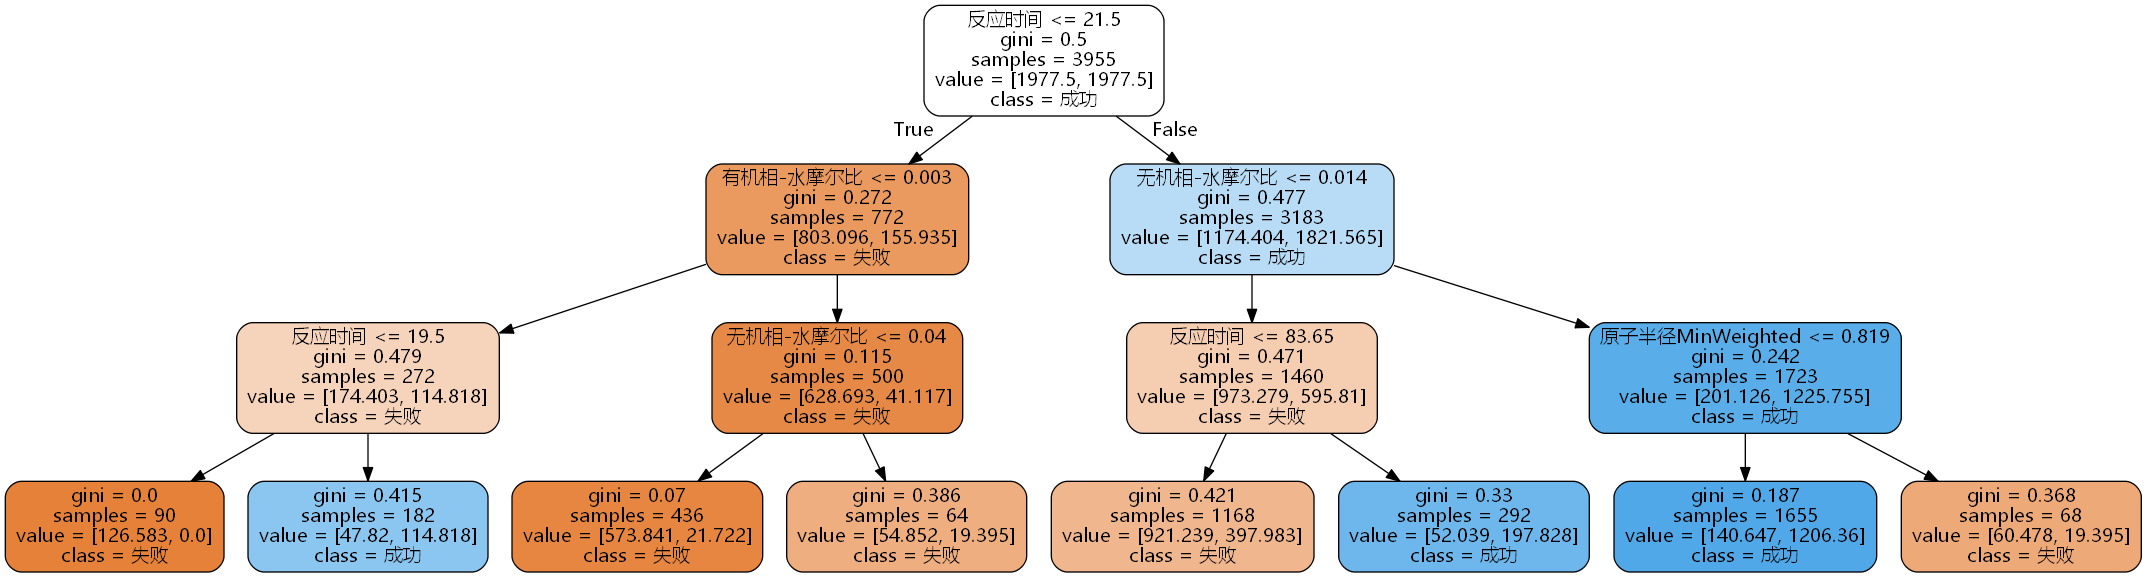 反应时间 <= 21.5
gini = 0.5
samples = 3955
value = [1977.5, 1977.5]
class = 成功
True
False
有机相-水摩尔比 <= 0.003
gini = 0.272
samples = 772
value = [803.096, 155.935]
class = 失败
无机相-水摩尔比 <= 0.014
gini = 0.477
samples = 3183
value = [1174.404, 1821.565]
class = 成功
反应时间 <= 19.5
gini = 0.479
samples = 272
value = [174.403, 114.818]
class = 失败
无机相-水摩尔比 <= 0.04
gini = 0.115
samples = 500
value = [628.693, 41.117]
class = 失败
反应时间 <= 83.65
gini = 0.471
samples = 1460
value = [973.279, 595.81]
class = 失败
原子半径MinWeighted <= 0.819
gini = 0.242
samples = 1723
value = [201.126, 1225.755]
class = 成功
gini = 0.0
samples = 90
value = [126.583, 0.0]
class = 失败
gini = 0.415
samples = 182
value = [47.82, 114.818]
class = 成功
gini = 0.07
samples = 436
value = [573.841, 21.722]
class = 失败
gini = 0.386
samples = 64
value = [54.852, 19.395]
class = 失败
gini = 0.421
samples = 1168
value = [921.239, 397.983]
class = 失败
gini = 0.33
samples = 292
value = [52.039, 197.828]
class = 成功
gini = 0.187
samples = 1655
value = [140.647, 1206.36]
class = 成功
gini = 0.368
samples = 68
value = [60.478, 19.395]
class = 失败